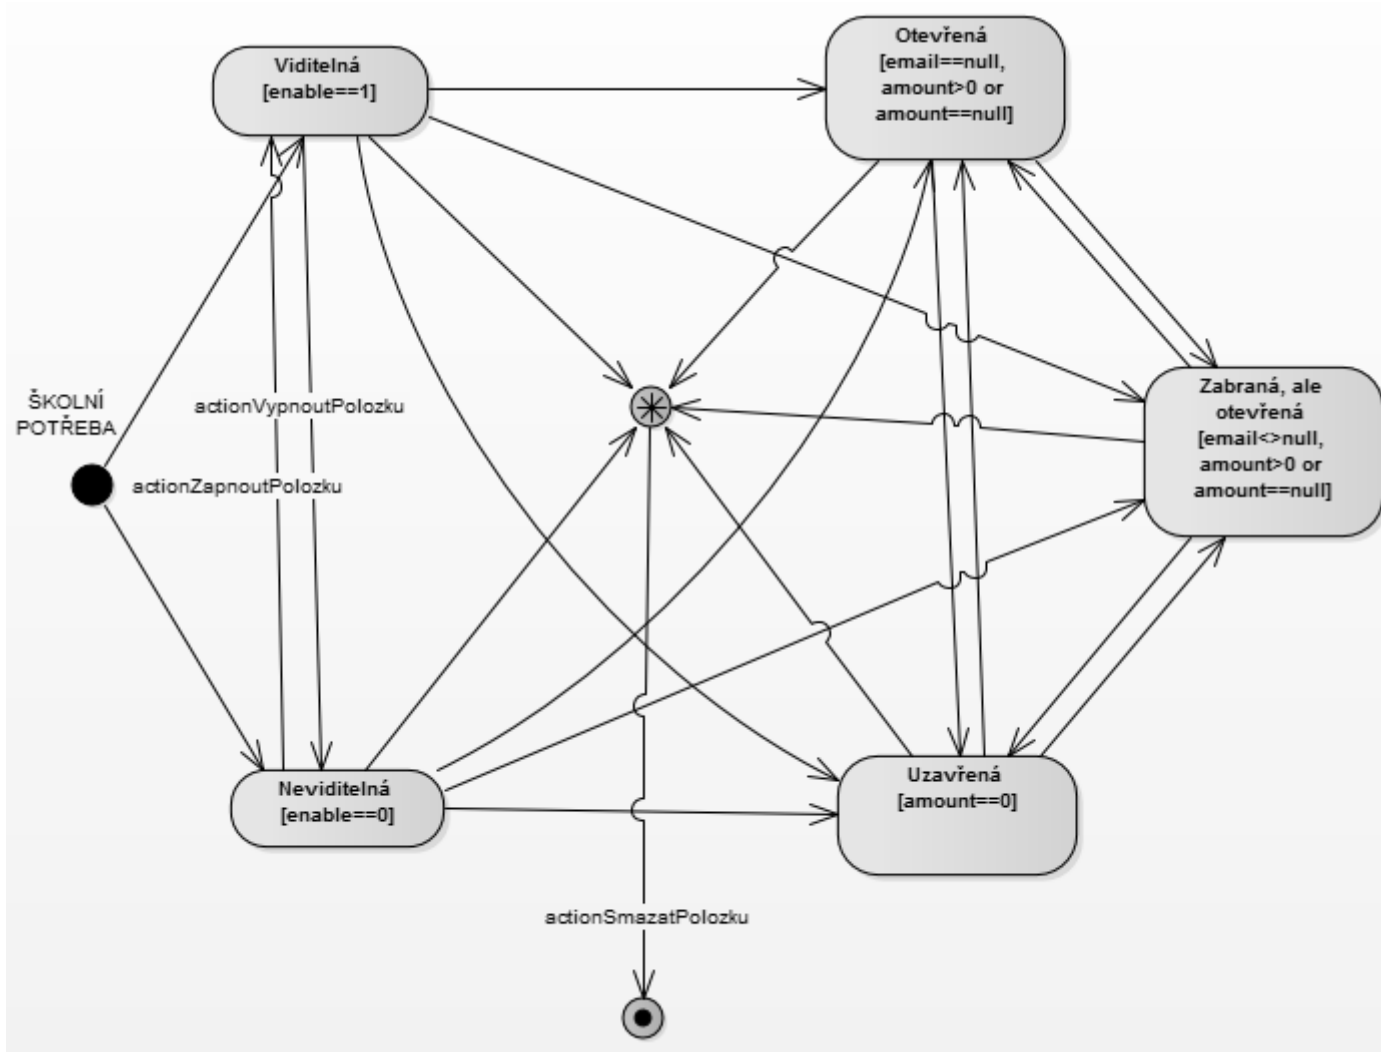 Viditelná
[enable==1]
Otevřená
[email==null,
amount>0 or
amount==null]
ŠKOLNÍ
POTŘEBA
actionVypnoutPolozku
actionZapnoutPolozku
Zabraná, ale
otevřená
[email<>null,
amount>0 or
amount==null]
Neviditelná
[enable==0]
Uzavřená
[amount==0]
actionSmazatPolozku